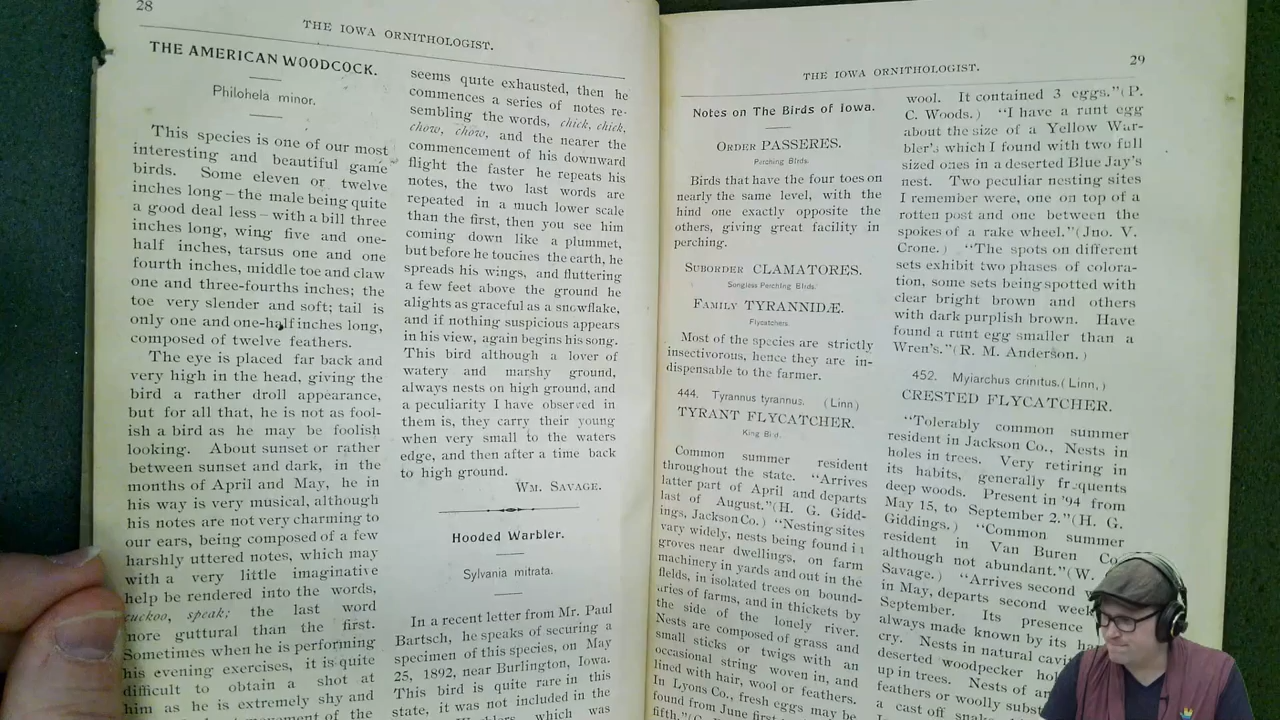 28
THE IOWA ORNITHOLOGIST.
THE AMERICAN WOODCOCK.
Philohela minor.
This species is one of our most
interesting and beautiful game
birds. Some eleven or twelve
inches long—the male being quite
a good deal less—with a bill three
inches long, wing five and one-
half inches, tarsus one and one
fourth inches, middle toe and claw
one and three-fourths inches; the
toe very slender and soft; tail is
only one and one-half inches long,
composed of twelve feathers.
The eye is placed far back and
very high in the head, giving the
bird a rather droll appearance,
but for all that, he is not as fool-
ish a bird as he may be foolish
looking. About sunset or rather
between sunset and dark, in the
months of April and May, he in
his way is very musical, although
his notes are not very charming to
our ears, being composed of a few
harshly uttered notes, which may
with a very little imaginative
help be rendered into the words,
cuckoo, speak; the last word
more guttural than the first.
Sometimes when he is performing
his evening exercises, it is quite
difficult to obtain a shot at
him as he is extremely shy and
of the
seems quite exhausted, then he
commences a series of notes re-
sembling the words, chick, chick,
chow, chow, and the nearer the
commencement of his downward
flight the faster he repeats his
notes, the two last words are
repeated in a much lower scale
than the first, then you see him
coming down like a plummet,
but before he touches the earth, he
spreads his wings, and fluttering
a few feet above the ground he
alights as graceful as a snowflake,
and if nothing suspicious appears
in his view, again begins his song.
This bird although a lover of
watery and marshy ground,
always nests on high ground, and
a peculiarity I have observed in
them is, they carry their young
when very small to the waters
edge, and then after a time back
to high ground.
WM. SAVAGE.
Hooded Warbler.
Sylvania mitrata.
In a recent letter from Mr. Paul
Bartsch, he speaks of securing a
specimen of this species, on May
25, 1892, near Burlington, Iowa.
This bird is quite rare in this
state, it was not included in the
which was
THE IOWA ORNITHOLOGIST.
29
Notes on The Birds of Iowa.
ORDER PASSERES.
Perching Birds.
Birds that have the four toes on
nearly the same level, with the
hind one exactly opposite the
others, giving great facility in
perching.
SUBORDER CLAMATORES.
Songless Perching Birds.
FAMILY TYRANNIDÆ.
Flycatchers
Most of the species are strictly
insectivorous, hence they are in-
dispensable to the farmer.
444. Tyrannus tyrannus. (Linn)
TYRANT FLYCATCHER.
King Bird.
Common summer resident
throughout the state. "Arrives
latter part of April and departs
last of August."(H. G. Gidd-
ings, Jackson Co.) "Nesting sites
vary widely, nests being found in
groves near dwellings, on farm
machinery in yards and out in the
fields, in isolated trees on bound-
aries of farms, and in thickets by
the side of the lonely river.
Nests are composed of grass and
small sticks or twigs with an
occasional string woven in, and
lined with hair, wool or feathers.
In Lyons Co., fresh eggs may be
found from June first
fifth."
wool. It contained 3 eggs."(P.
C. Woods.) "I have a runt egg
about the size of a Yellow War-
bler's which I found with two full
sized ones in a deserted Blue Jay's
nest. Two peculiar nesting sites
I remember were, one on top of a
rotten post and one between the
spokes of a rake wheel."(Jno. V.
Crone.) "The spots on different
sets exhibit two phases of colora-
tion, some sets being spotted with
clear bright brown and others
with dark purplish brown. Have
found a runt egg smaller than a
Wren's."(R. M. Anderson.)
452. Myiarchus crinitus.(Linn.)
CRESTED FLYCATCHER.
"Tolerably common summer
resident in Jackson Co., Nests in
holes in trees. Very retiring in
its habits, generally frequents
deep woods. Present in '94 from
May 15, to September 2."(H. G.
Giddings.) "Common summer
resident in Van Buren Co
although not abundant."(W.
Savage.) "Arrives second
in May, departs second week
September. Its presence
always made known by its
cry. Nests in natural
deserted woodpecker
up in trees. Nests of
feathers or woolly
a cast off